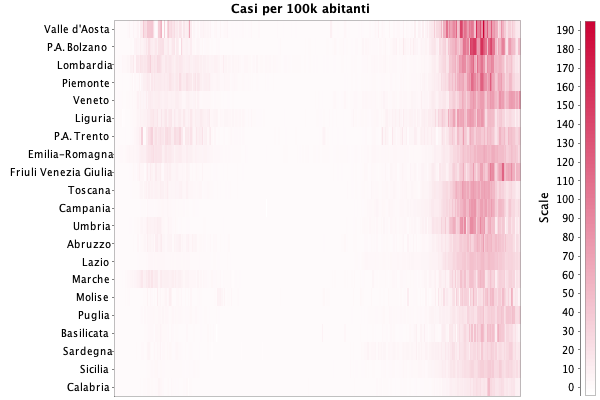 Casi per 100k abitanti
Valle d'Aosta
P.A. Bolzano
Lombardia
Piemonte
Veneto
Liguria
P.A. Trento
Emilia-Romagna
Friuli Venezia Giulia
Toscana
Campania
Umbria
Abruzzo
Lazio
Marche
Molise
Puglia
Basilicata
Sardegna
Sicilia
Calabria
Scale
190
180
170
160
150
140
130
120
110
100
90
80
70
60
50
40
30
20
10
0